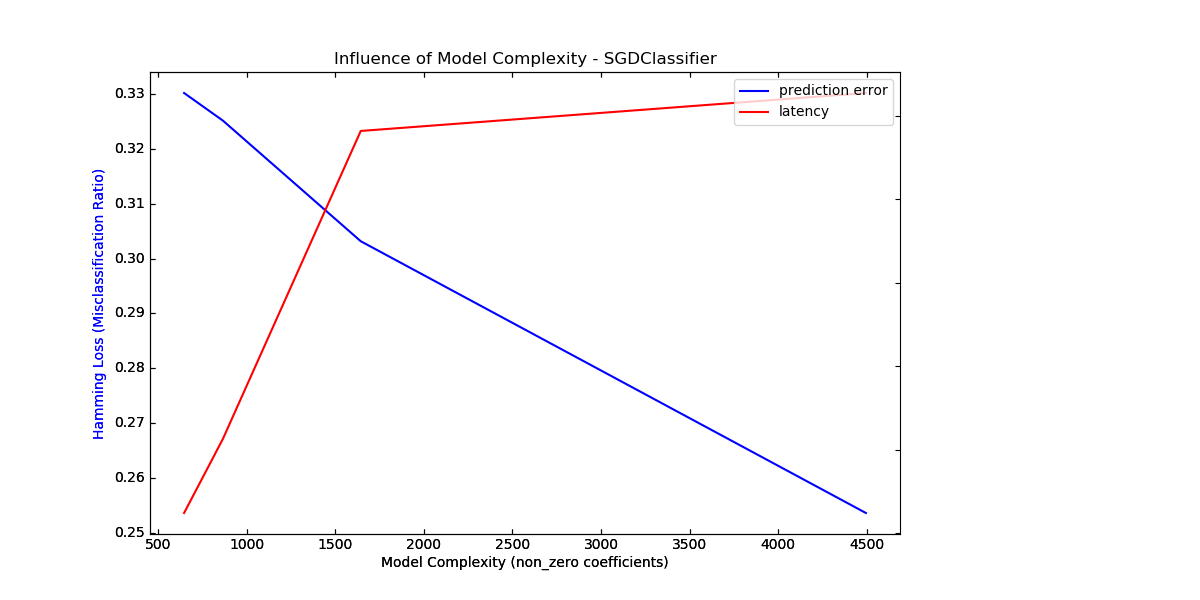 Influence of Model Complexity - SGDClassifier
prediction error
latency
0.33
0.32
0.31
0.30
0.29
0.28
0.27
0.26
0.25
Hamming Loss (Misclassification Ratio)
500 1000 1500 2000 2500 3000 3500 4000 4500
Model Complexity (non_zero coefficients)